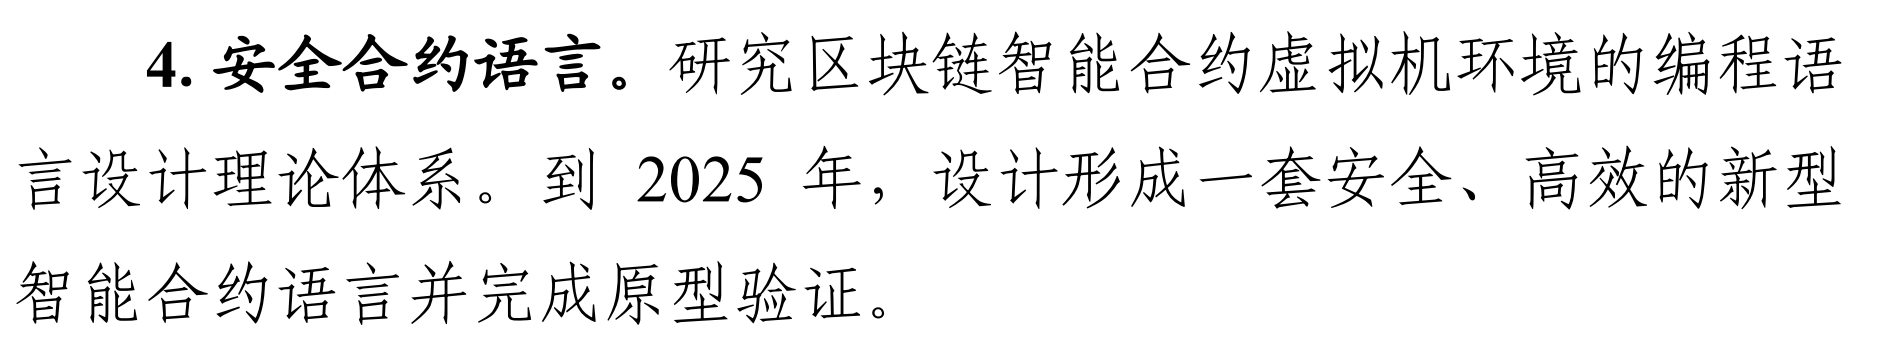 4. 安全合约语言。研究区块链智能合约虚拟机环境的编程语
言设计理论体系。到 2025 年，设计形成一套安全、高效的新型
智能合约语言并完成原型验证。